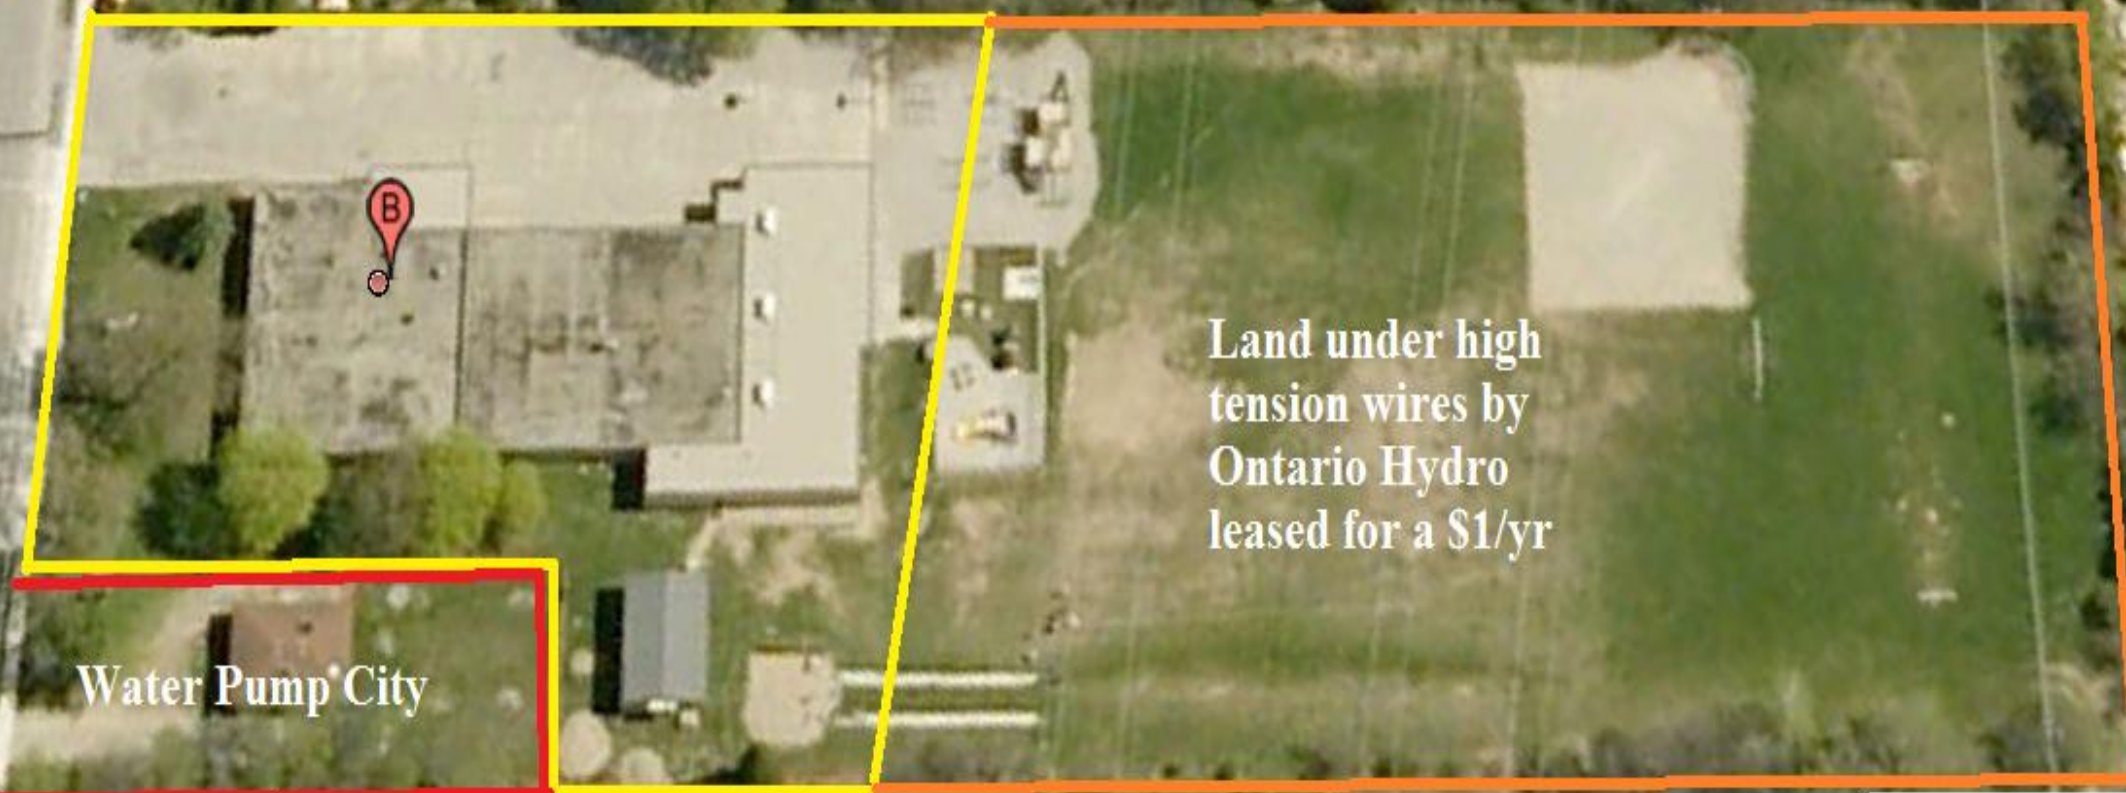 B
Land under high
tension wires by
Ontario Hydro
leased for a $1/yr
Water Pump City